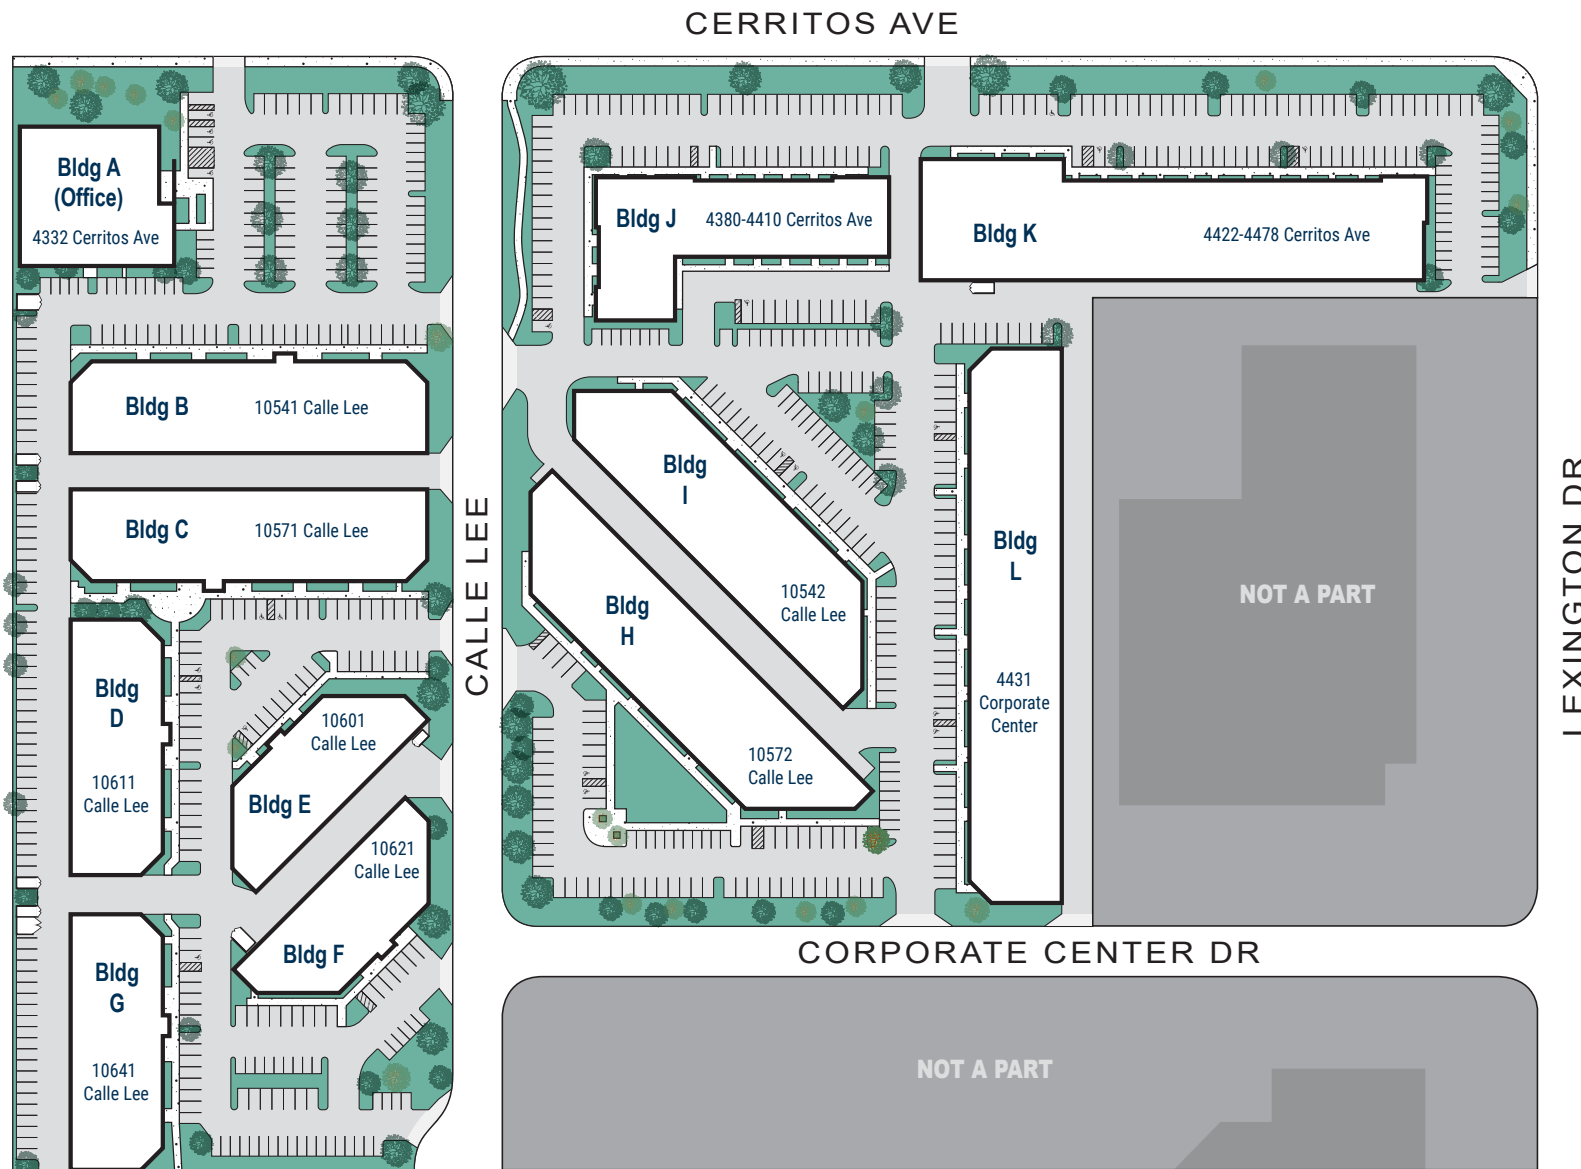 CERRITOS AVE
Bldg A
(Office)
4332 Cerritos Ave
Bldg J
4380-4410 Cerritos Ave
Bldg K
4422-4478 Cerritos Ave
Bldg B
10541 Calle Lee
Bldg C
10571 Calle Lee
CALLE LEE
Bldg
I
10542
Calle Lee
Bldg
H
10572
Calle Lee
Bldg
L
4431
Corporate
Center
NOT A PART
LEXINGTON DR
Bldg
D
10611
Calle Lee
10601
Calle Lee
Bldg E
10621
Calle Lee
Bldg F
Bldg
G
10641
Calle Lee
CORPORATE CENTER DR
NOT A PART